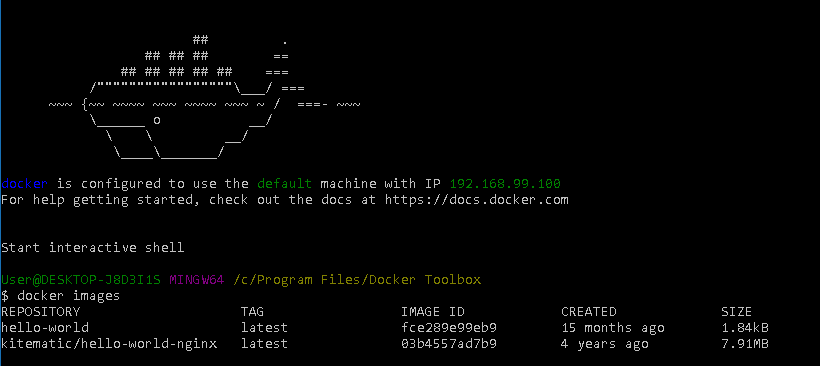 ##         .
                  ## ## ##        ==
               ## ## ## ## ##    ===
           /"""""""""""""""""\___/ ===
      ~~~ {~~ ~~~~ ~~~ ~~~~ ~~~ ~ /  ===- ~~~
           \______ o           __/
             \    \         __/
              \____\_______/
docker is configured to use the default machine with IP 192.168.99.100
For help getting started, check out the docs at https://docs.docker.com
Start interactive shell
User@DESKTOP-J8D3I1S MINGW64 /c/Program Files/Docker Toolbox
$ docker images
REPOSITORY TAG IMAGE ID CREATED SIZE
hello-world latest fce289e99eb9 15 months ago 1.84kB
kitematic/hello-world-nginx latest 03b4557ad7b9 4 years ago 7.91MB